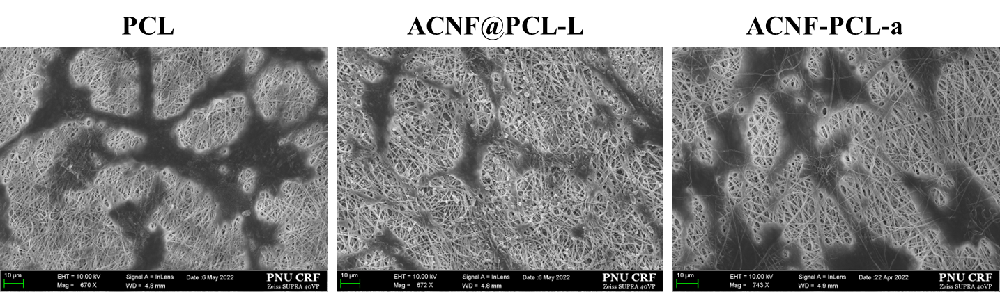 PCL
ACNF@PCL-L
ACNF-PCL-a
10 µm
EHT = 10.00 kV
Signal A = InLens
Date :6 May 2022
PNU CRF
Mag = 670 X
WD = 4.8 mm
Zeiss SUPRA 40VP
10 µm
EHT = 10.00 kV
Signal A = InLens
Date :6 May 2022
PNU CRF
Mag = 672 X
WD = 4.8 mm
Zeiss SUPRA 40VP
10 µm
EHT = 10.00 kV
Signal A = InLens
Date :22 Apr 2022
PNU CRF
Mag = 743 X
WD = 4.9 mm
Zeiss SUPRA 40VP